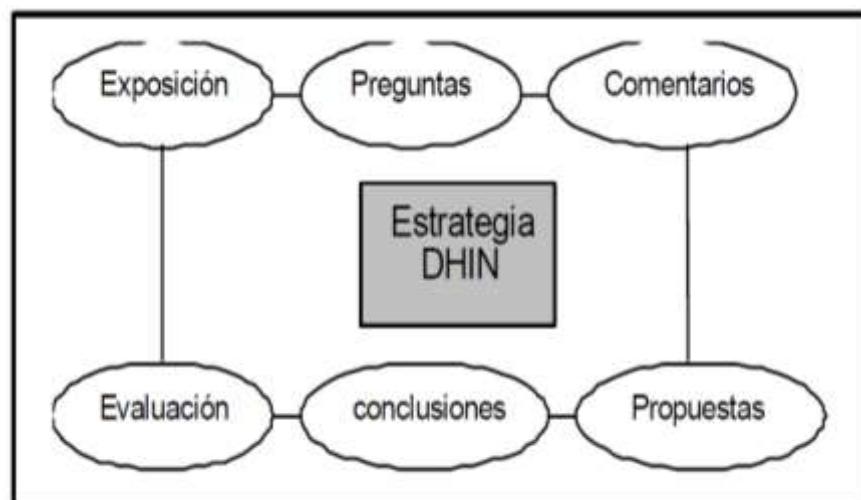 Exposición
Preguntas
Comentarios
Estrategia
DHIN
Evaluación
conclusiones
Propuestas